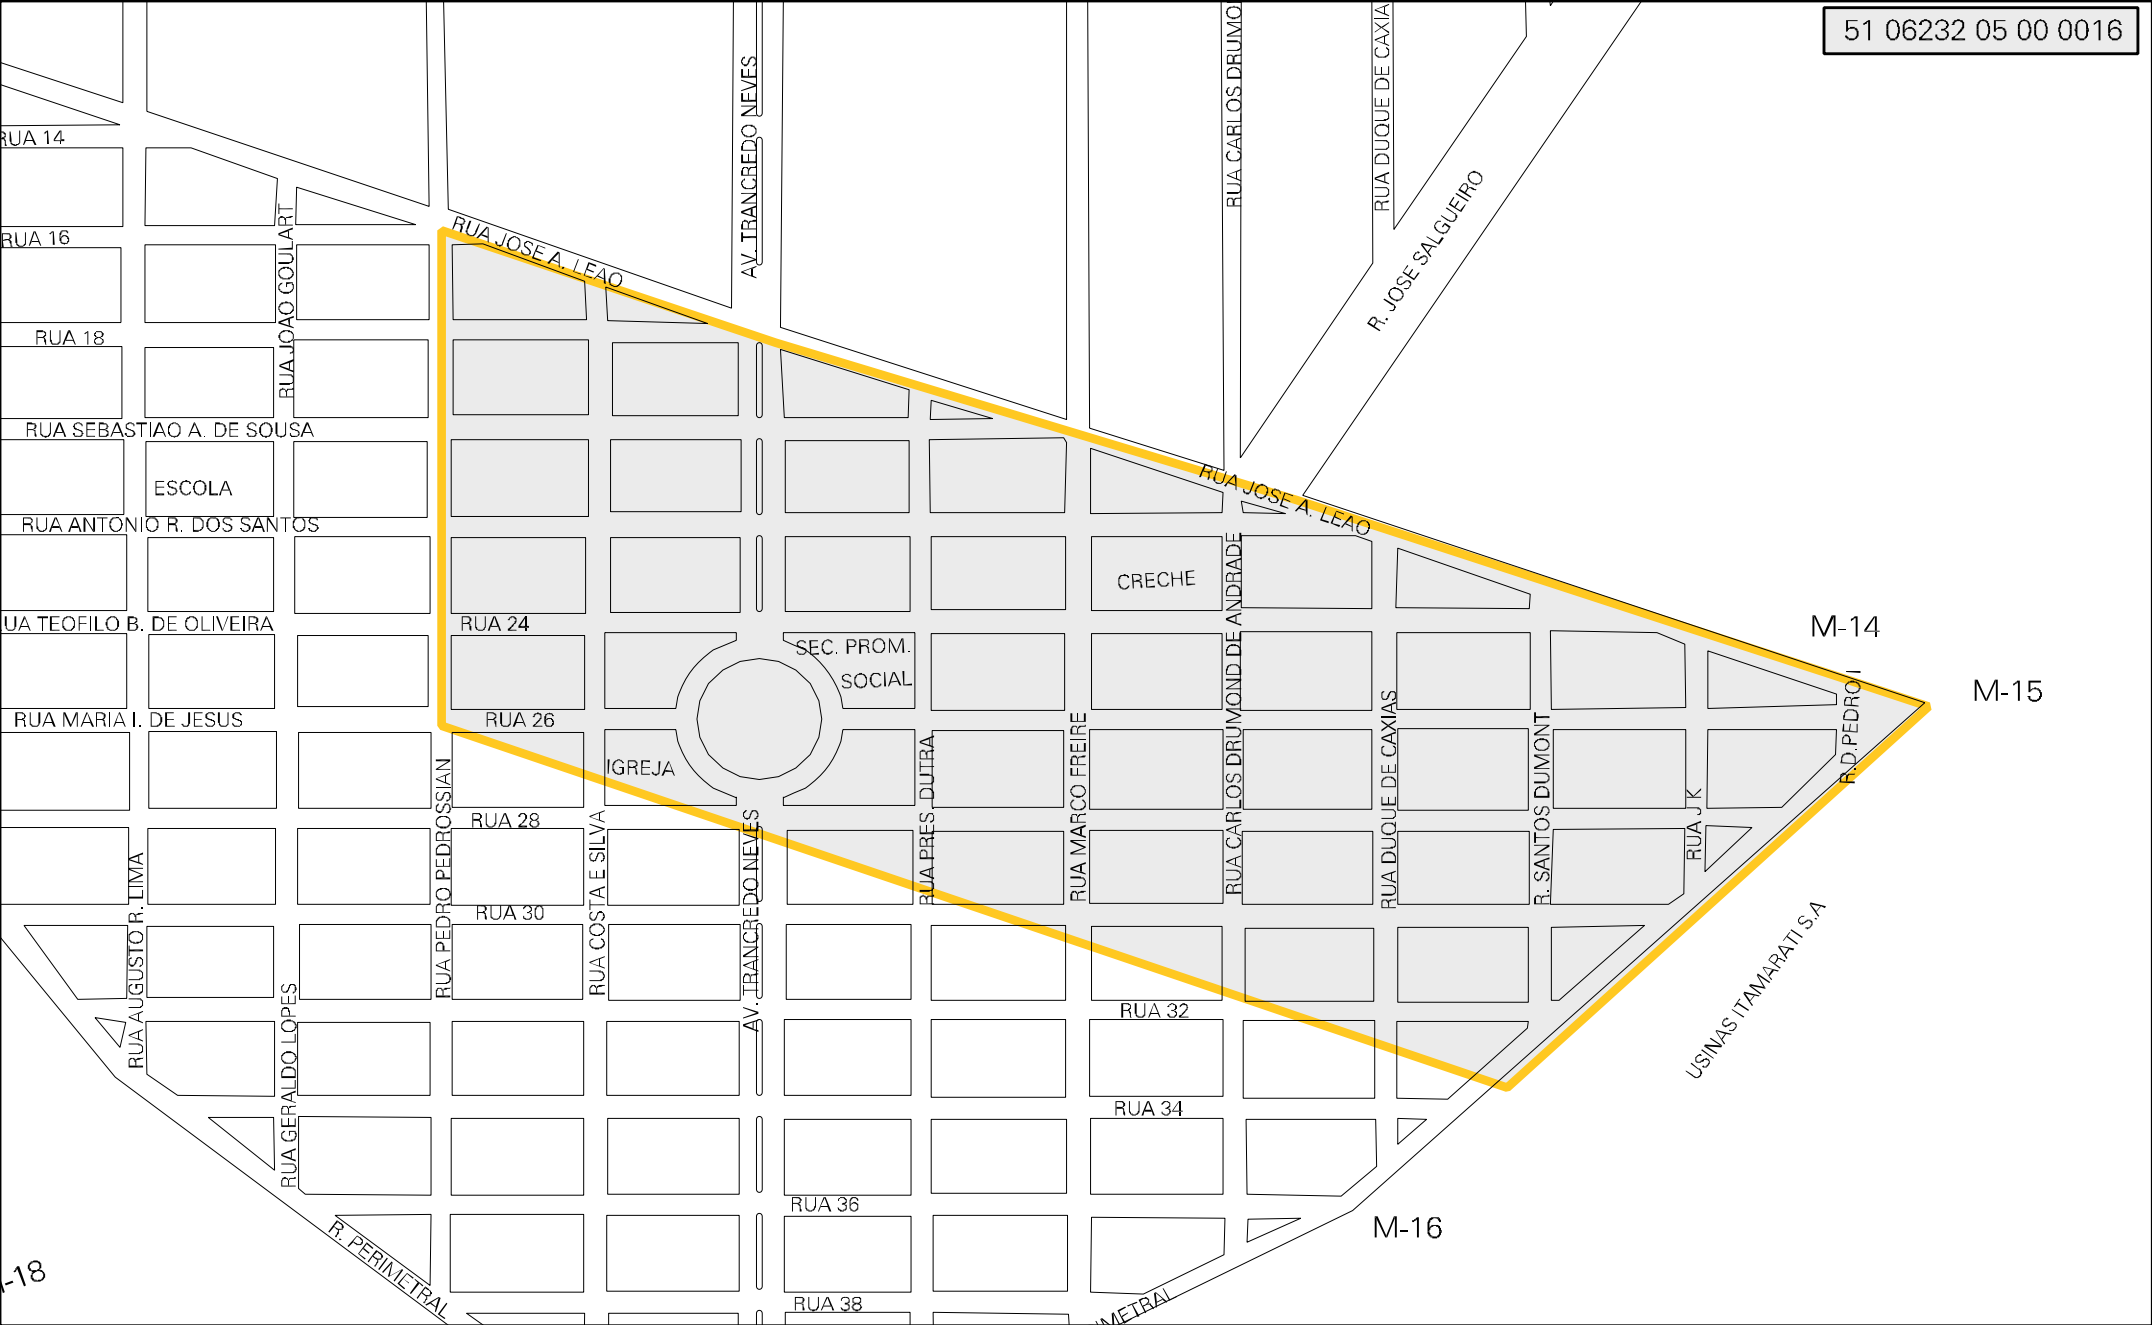 51 06232 05 00 0016
RUA 14
RUA 16
RUA 18
RUA SEBASTIAO A. DE SOUSA
ESCOLA
RUA ANTONIO R. DOS SANTOS
UA TEOFILO B. DE OLIVEIRA
RUA MARIA I. DE JESUS
RUA JOAO GOULART
RUA JOSE A. LEAO
AV. TRANCREDO NEVES
RUA CARLOS DRUMO
RUA DUQUE DE CAXIA
R. JOSE SALGUEIRO
RUA JOSE A. LEAO
CRECHE
RUA 24
SEC. PROM.
SOCIAL
RUA 26
IGREJA
RUA 28
RUA 30
RUA 32
RUA 34
RUA 36
RUA 38
RUA AUGUSTO R. LIMA
RUA GERALDO LOPES
RUA PEDRO PEDROSSIAN
RUA COSTA E SILVA
AV. TRANCREDO NEVES
RUA PRES. DUTRA
RUA MARCO FREIRE
RUA CARLOS DRUMOND DE ANDRADE
RUA DUQUE DE CAXIAS
R. SANTOS DUMONT
RUA J K
R.D.PEDRO I
M-14
M-15
USINAS ITAMARATI S.A
M-16
R. PERIMETRAL
IMETRAL
-18